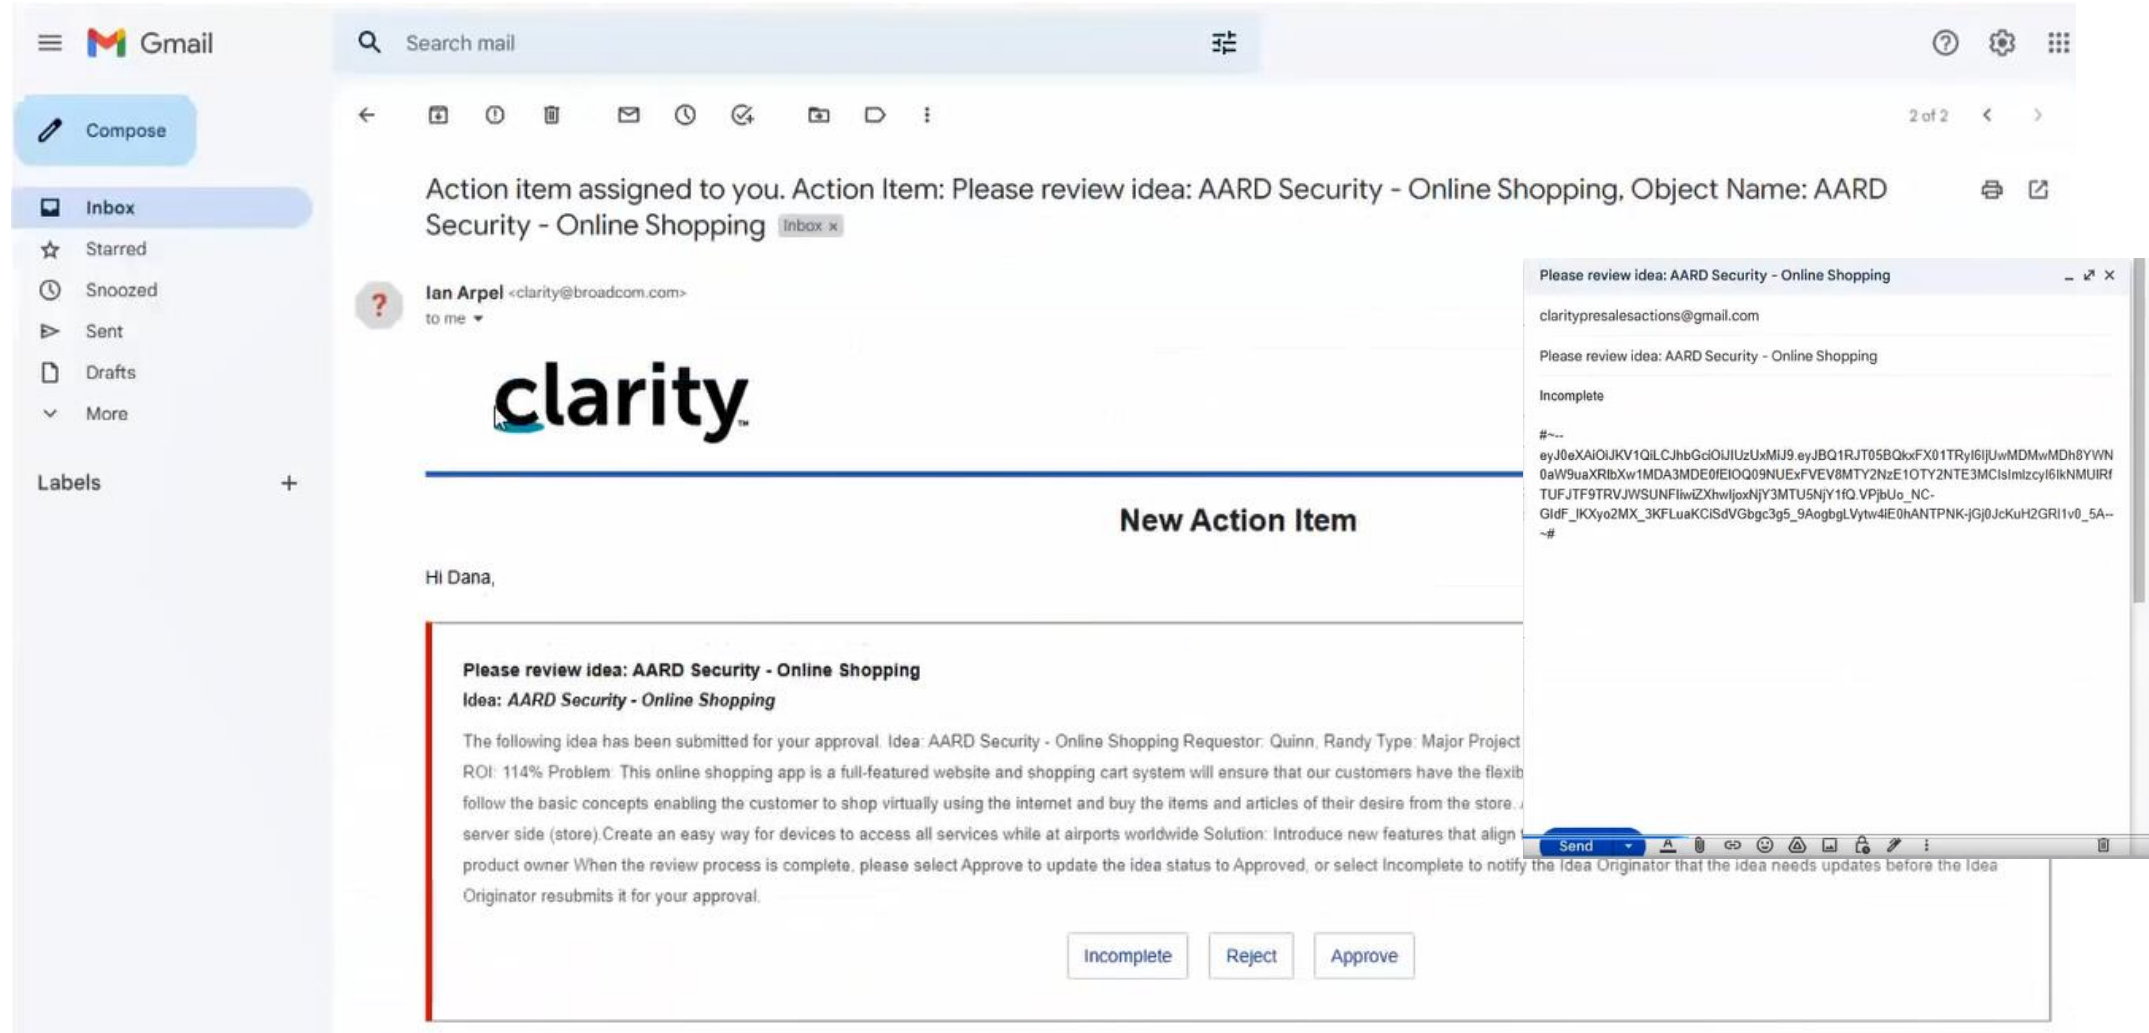 Gmail
Search mail
Compose
2 of 2
Inbox
Starred
Snoozed
Sent
Drafts
More
Labels
Action item assigned to you. Action Item: Please review idea: AARD Security - Online Shopping, Object Name: AARD
Security - Online Shopping Inbox x
Ian Arpel <clarity@broadcom.com>
to me
clarity™
New Action Item
Hi Dana,
Please review idea: AARD Security - Online Shopping
Idea: AARD Security - Online Shopping
The following idea has been submitted for your approval. Idea: AARD Security - Online Shopping Requestor: Quinn, Randy Type: Major Project
ROI: 114% Problem: This online shopping app is a full-featured website and shopping cart system will ensure that our customers have the flexib
follow the basic concepts enabling the customer to shop virtually using the internet and buy the items and articles of their desire from the store.
server side (store).Create an easy way for devices to access all services while at airports worldwide Solution: Introduce new features that align
product owner When the review process is complete, please select Approve to update the idea status to Approved, or select Incomplete to notify the Idea Originator that the idea needs updates before the Idea
Originator resubmits it for your approval.
Incomplete
Reject
Approve
Please review idea: AARD Security - Online Shopping
claritypresalesactions@gmail.com
Please review idea: AARD Security - Online Shopping
Incomplete
#~--
~#
Send